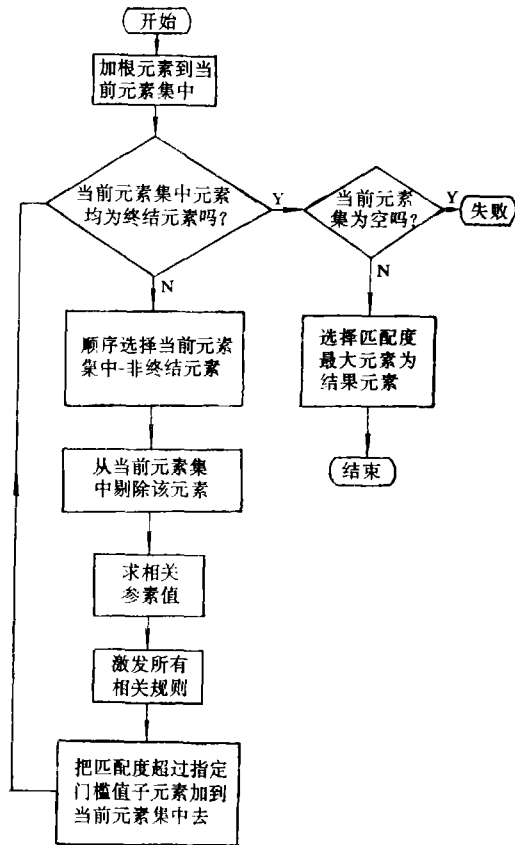 开始
加根元素到当
前元素集中
当前元素集中元素
均为终结元素吗?
Y
当前元素
集为空吗?
Y
失败
N
N
顺序选择当前元素
集中-非终结元素
选择匹配度
最大元素为
结果元素
从当前元素集
中剔除该元素
结束
求相关
参素值
激发所有
相关规则
把匹配度超过指定
门槛值子元素加到
当前元素集中去